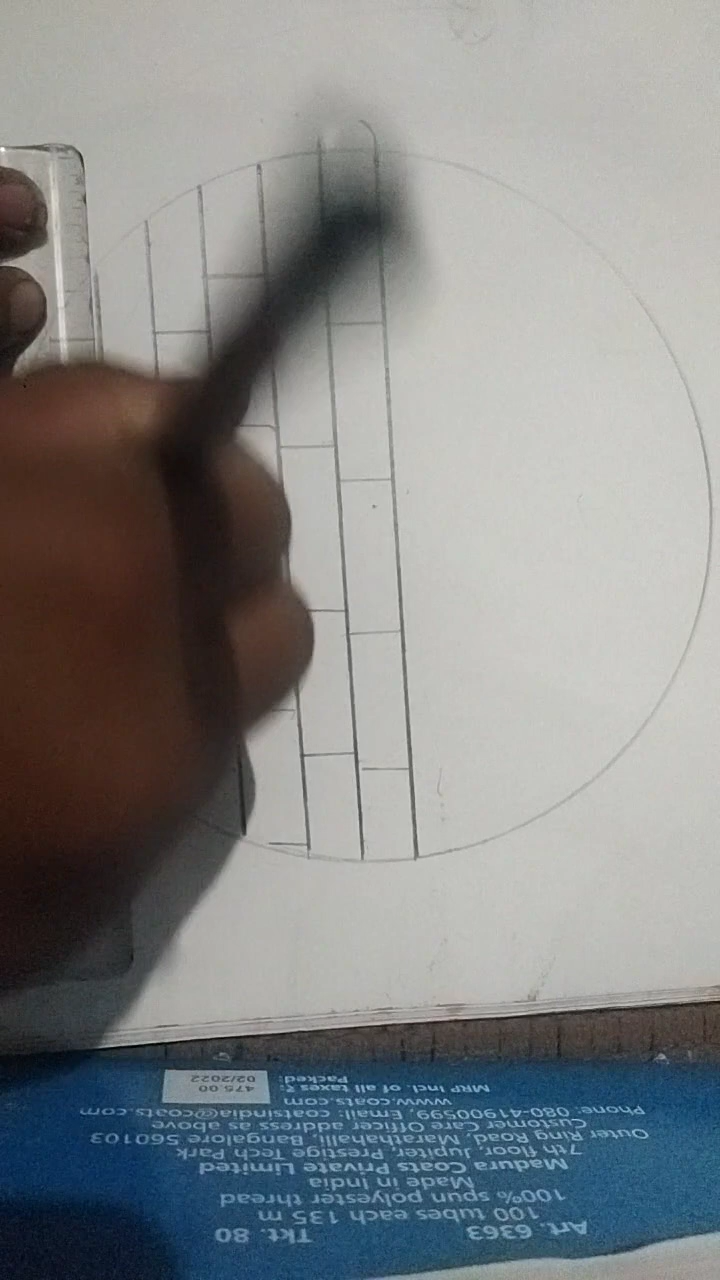 Art. 6363 Tkt. 80
100 tubes each 135 m
100% spun polyester thread
Made in India
Madura Coats Private Limited
7th floor, Jupiter, Prestige Tech Park
Outer Ring Road, Marathahalli, Bangalore 560103
Customer Care Officer address as above
Phone: 080-41900599, Email: coatsindia@coats.com
www.coats.com
MRP Incl. of all taxes ₹ 475.00
Packed: 02/2022